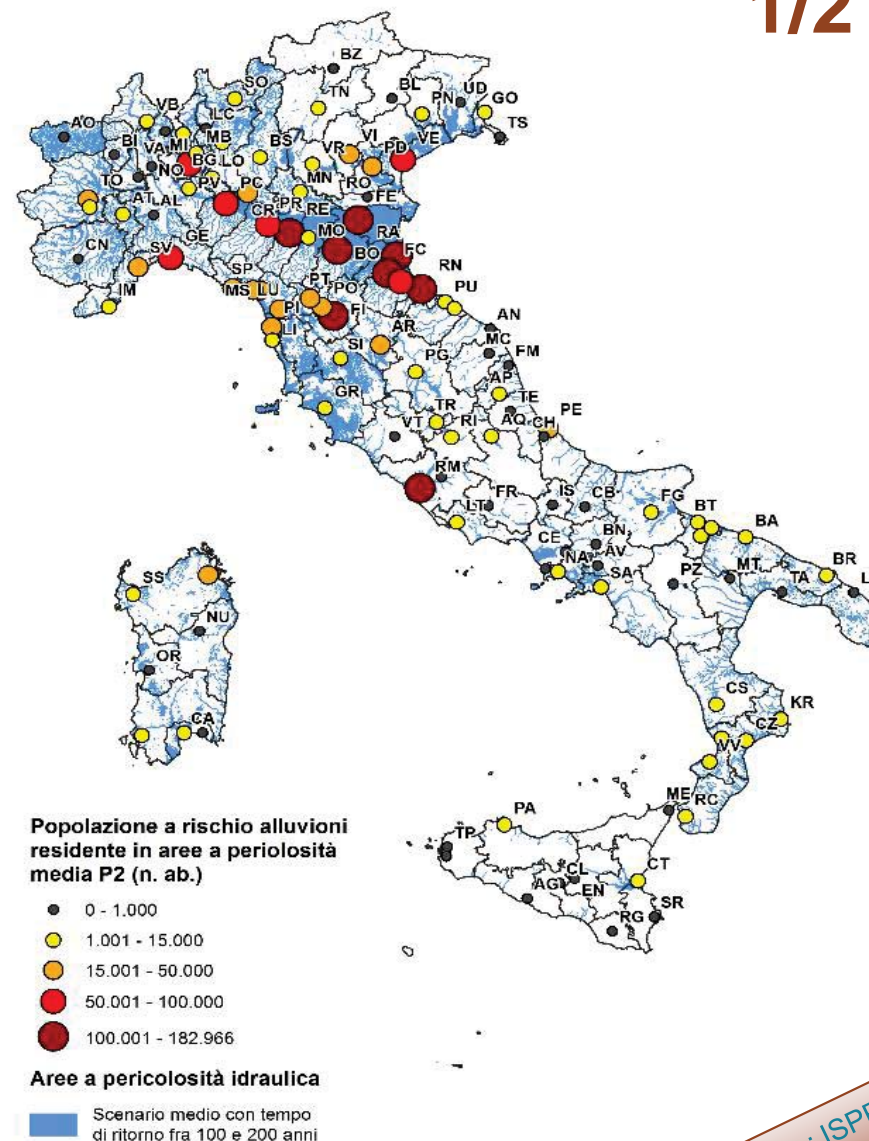 1/2
BZ
SO
BL
UD
TN
PN
GO
VB
LC
TS
AO
MB
VI
VE
BI
VA
MI
BS
VR
PD
BG
LO
TO
NO
MN
RO
PV
PC
FE
AT
AL
CR
PR
RE
MO
RA
CN
GE
BO
FC
SV
RN
SP
PT
PO
PU
IM
MS
LU
FI
AN
PI
AR
LI
MC
FM
SI
PG
AP
GR
TR
TE
PE
VT
RI
AQ
CH
RM
FR
IS
CB
FG
LT
BT
BA
CE
BN
NA
AV
MT
BR
SA
PZ
TA
L
SS
NU
OR
CS
KR
CA
CZ
VV
ME
RC
PA
TP
CT
CL
AG
EN
SR
RG
Popolazione a rischio alluvioni
residente in aree a periolosità
media P2 (n. ab.)
0 - 1.000
1.001 - 15.000
15.001 - 50.000
50.001 - 100.000
100.001 - 182.966
Aree a pericolosità idraulica
Scenario medio con tempo
di ritorno fra 100 e 200 anni